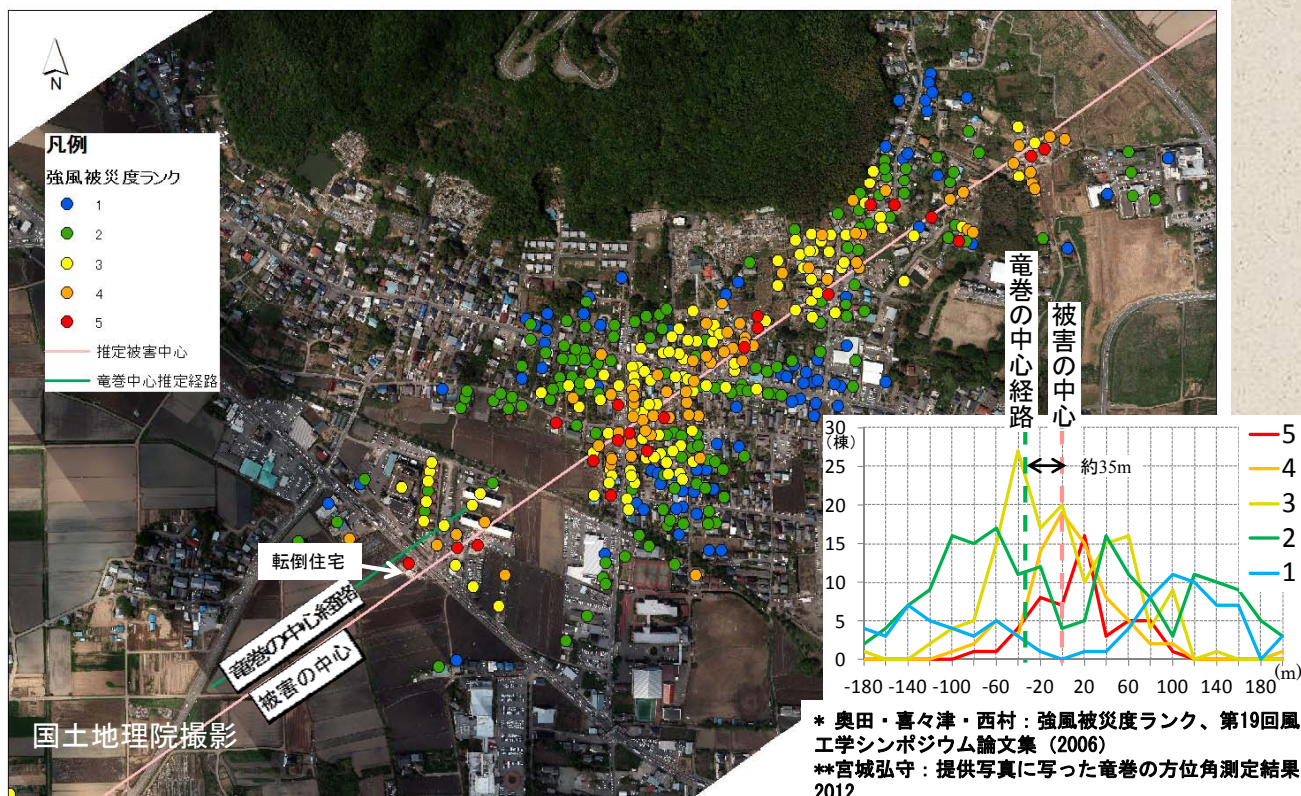 N
凡例
強風被災度ランク
1
2
3
4
5
推定被害中心
竜巻中心推定経路
転倒住宅
竜巻の中心経路
被害の中心
国土地理院撮影
竜巻の中心経路
被害の中心
約35m
30
(棟)
25
20
15
10
5
0
-180 -140 -100 -60 -20 20 60 100 140 180
(m)
5
4
3
2
1
* 奥田・喜々津・西村：強風被災度ランク、第19回風
工学シンポジウム論文集（2006）
**宮城弘守：提供写真に写った竜巻の方位角測定結果
2012